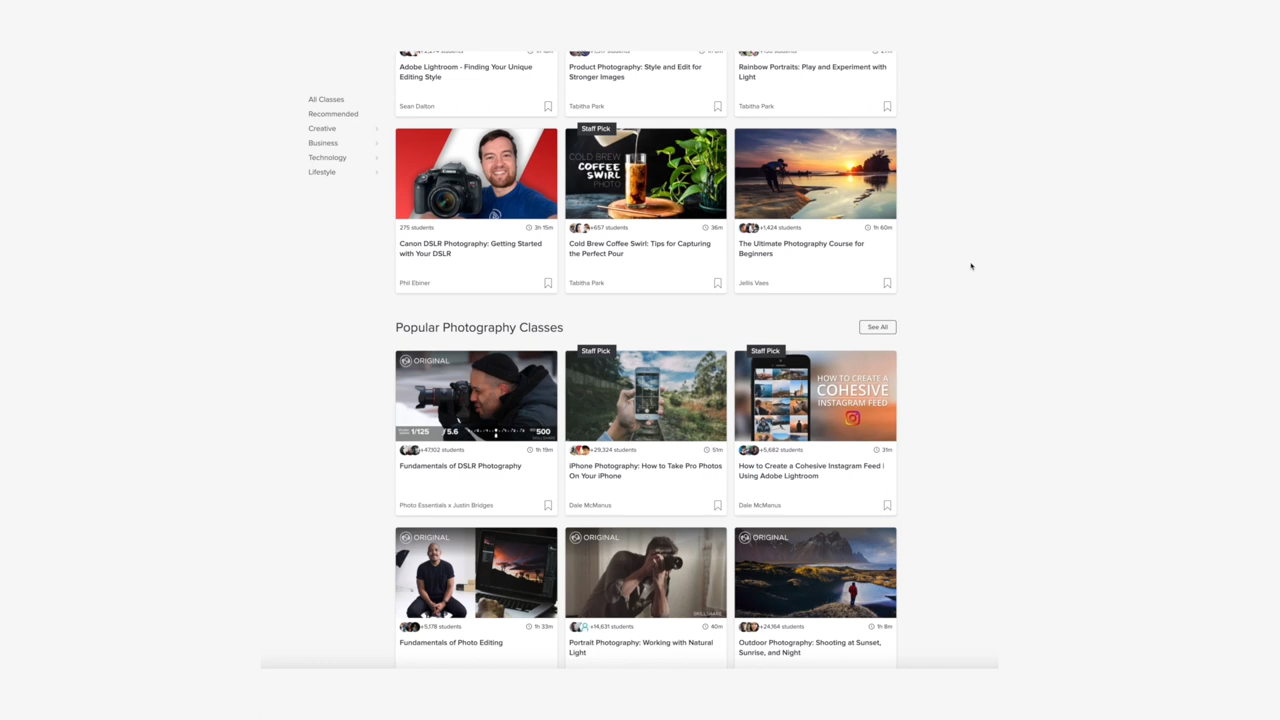 Adobe Lightroom - Finding Your Unique
Editing Style
Sean Dalton
Product Photography: Style and Edit for
Stronger Images
Tabitha Park
Rainbow Portraits: Play and Experiment with
Light
Tabitha Park
All Classes
Recommended
Creative
Business
Technology
Lifestyle
275 students
3h 15m
Canon DSLR Photography: Getting Started
with Your DSLR
Phil Ebiner
Staff Pick
COLD BREW
COFFEE
SWIRL
PHOTO
+657 students
36m
Cold Brew Coffee Swirl: Tips for Capturing
the Perfect Pour
Tabitha Park
+1,424 students
1h 60m
The Ultimate Photography Course for
Beginners
Jellis Vaes
Popular Photography Classes
See All
ORIGINAL
1/125 /5.6 500
+47,102 students
1h 19m
Fundamentals of DSLR Photography
Photo Essentials x Justin Bridges
Staff Pick
+29,324 students
51m
iPhone Photography: How to Take Pro Photos
On Your iPhone
Dale McManus
Staff Pick
HOW TO CREATE A
COHESIVE
INSTAGRAM FEED
+5,682 students
31m
How to Create a Cohesive Instagram Feed |
Using Adobe Lightroom
Dale McManus
ORIGINAL
+5,178 students
1h 33m
Fundamentals of Photo Editing
ORIGINAL
SKILLSHARE
+14,631 students
40m
Portrait Photography: Working with Natural
Light
ORIGINAL
+24,164 students
1h 8m
Outdoor Photography: Shooting at Sunset,
Sunrise, and Night